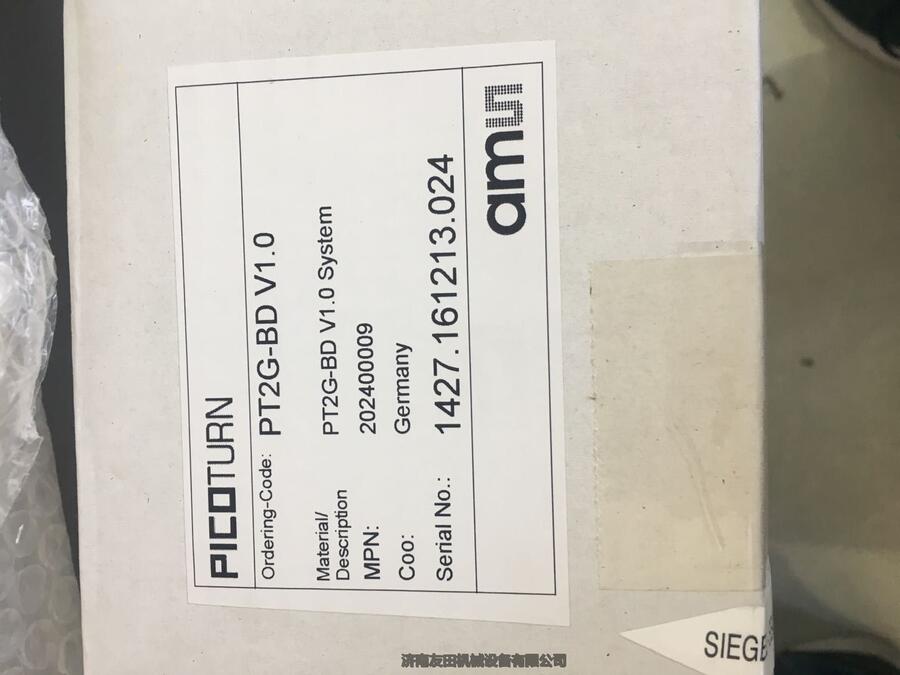 PICOTURN
Ordering-Code: PT2G-BD V1.0
Material/
Description PT2G-BD V1.0 System
MPN: 202400009
Coo: Germany
Serial No.: 1427.161213.024
amu
SIEGE
济南友田机械设备有限公司